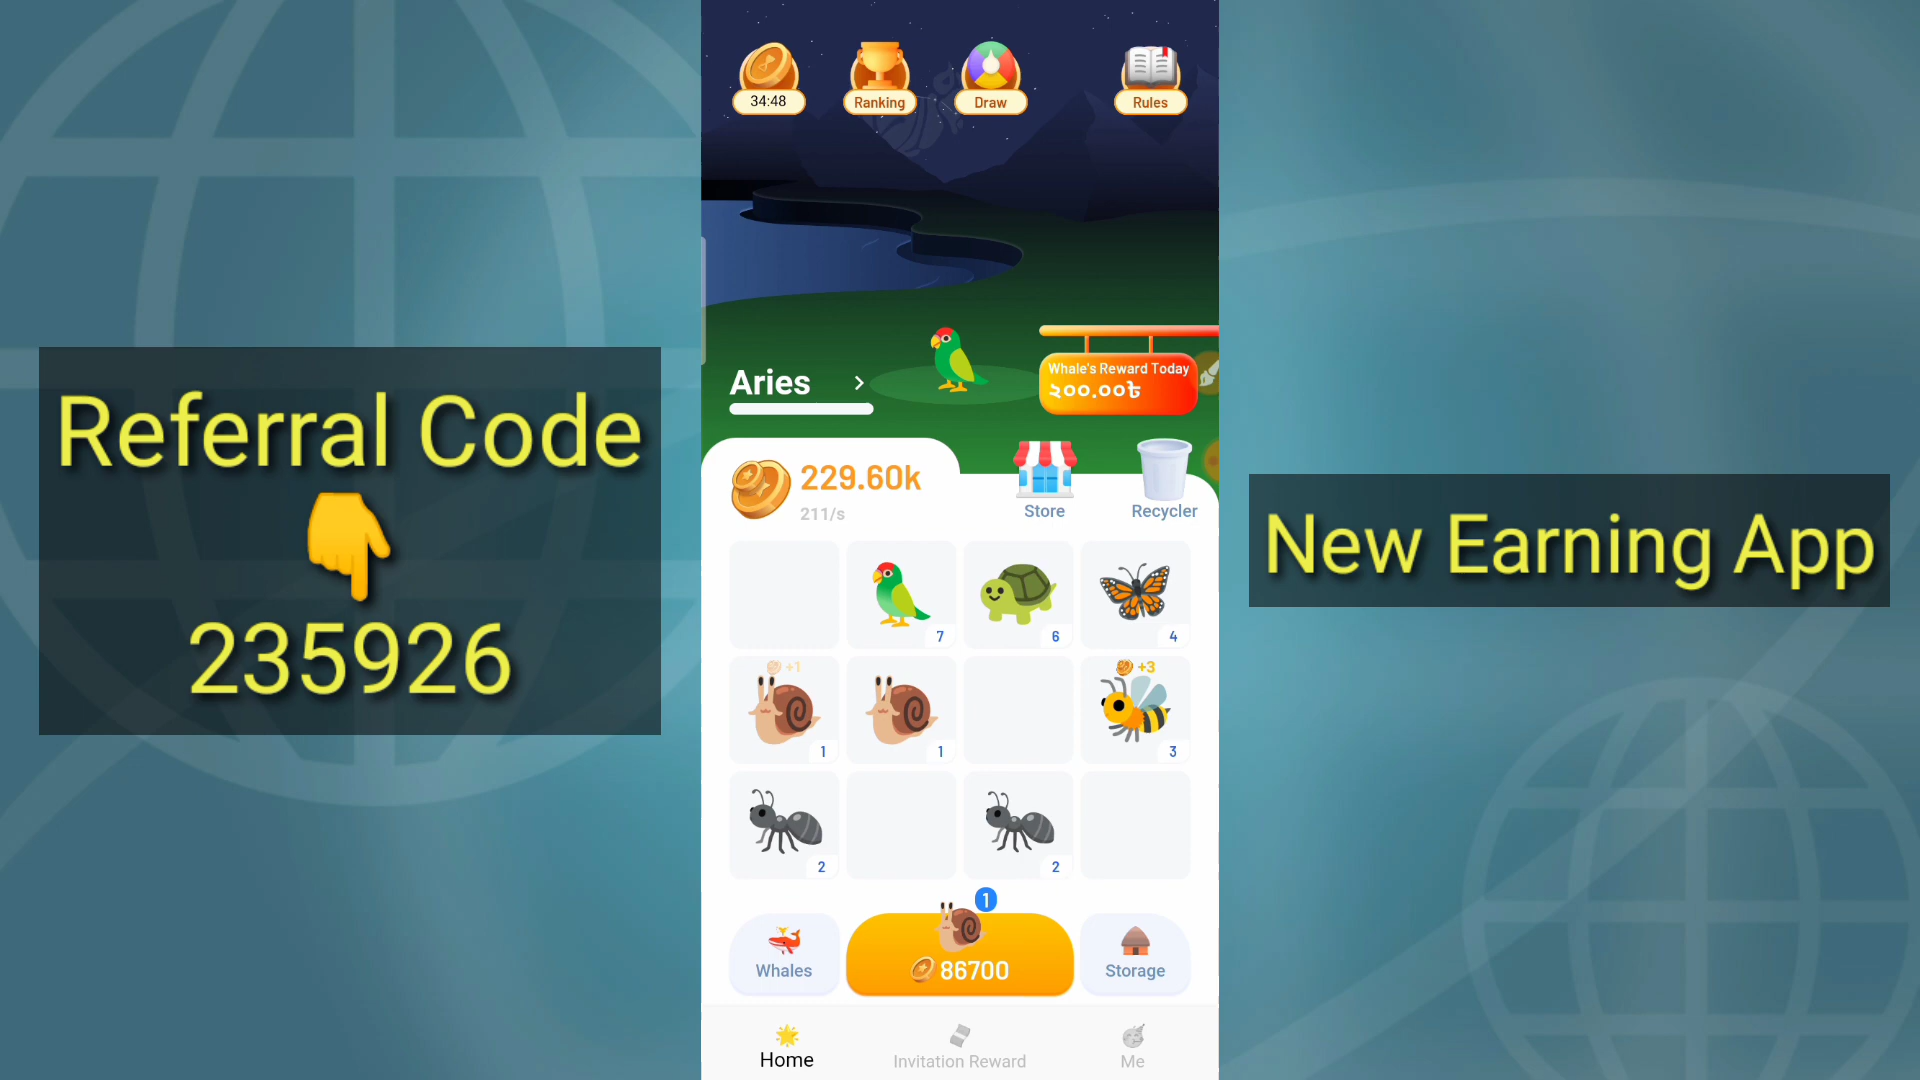 Referral Code
235926
34:48
Ranking
Draw
Rules
Aries
Whale's Reward Today
২০০.০০৳
229.60k
211/s
Store
Recycler
7
6
4
+1
+3
1
1
3
2
2
1
Whales
86700
Storage
Home
Invitation Reward
Me
New Earning App